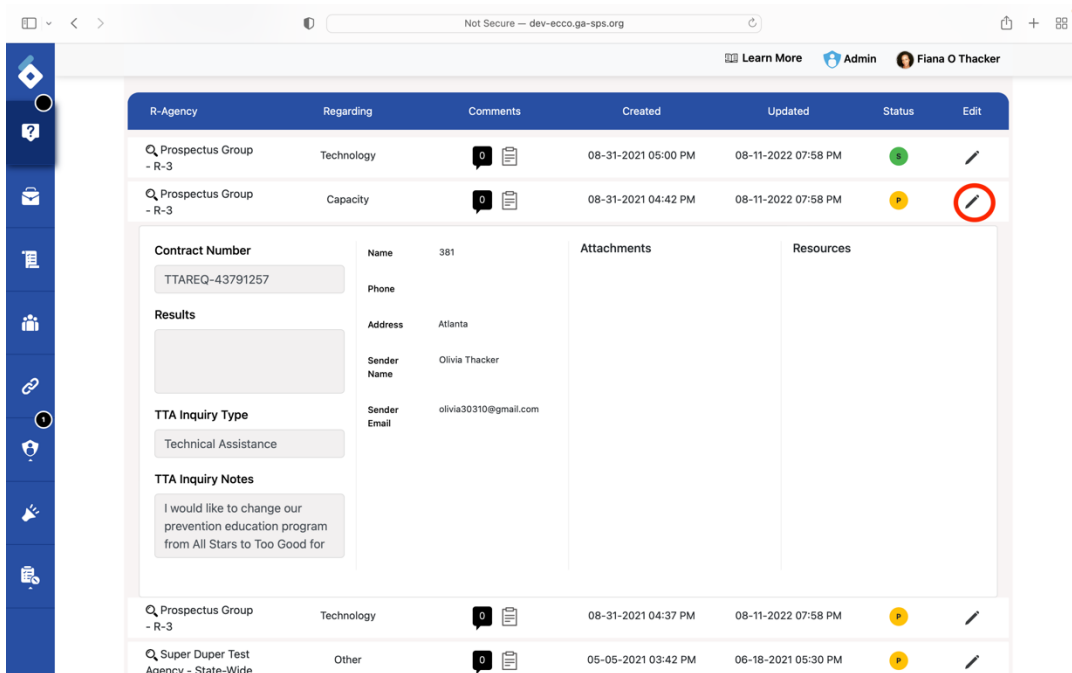 Not Secure — dev-ecco.ga-sps.org
Learn More Admin Fiana O Thacker
R-Agency Regarding Comments Created Updated Status Edit
Prospectus Group Technology 0 08-31-2021 05:00 PM 08-11-2022 07:58 PM S
- R-3
Prospectus Group Capacity 0 08-31-2021 04:42 PM 08-11-2022 07:58 PM P
- R-3
Contract Number Name 381 Attachments Resources
TTAREQ-43791257
Phone
Results
Address Atlanta
Sender Olivia Thacker
Name
Sender olivia30310@gmail.com
Email
TTA Inquiry Type
Technical Assistance
TTA Inquiry Notes
I would like to change our
prevention education program
from All Stars to Too Good for
1
Prospectus Group Technology 0 08-31-2021 04:37 PM 08-11-2022 07:58 PM P
- R-3
Super Duper Test Other 0 05-05-2021 03:42 PM 06-18-2021 05:30 PM P
Agency - State-Wide